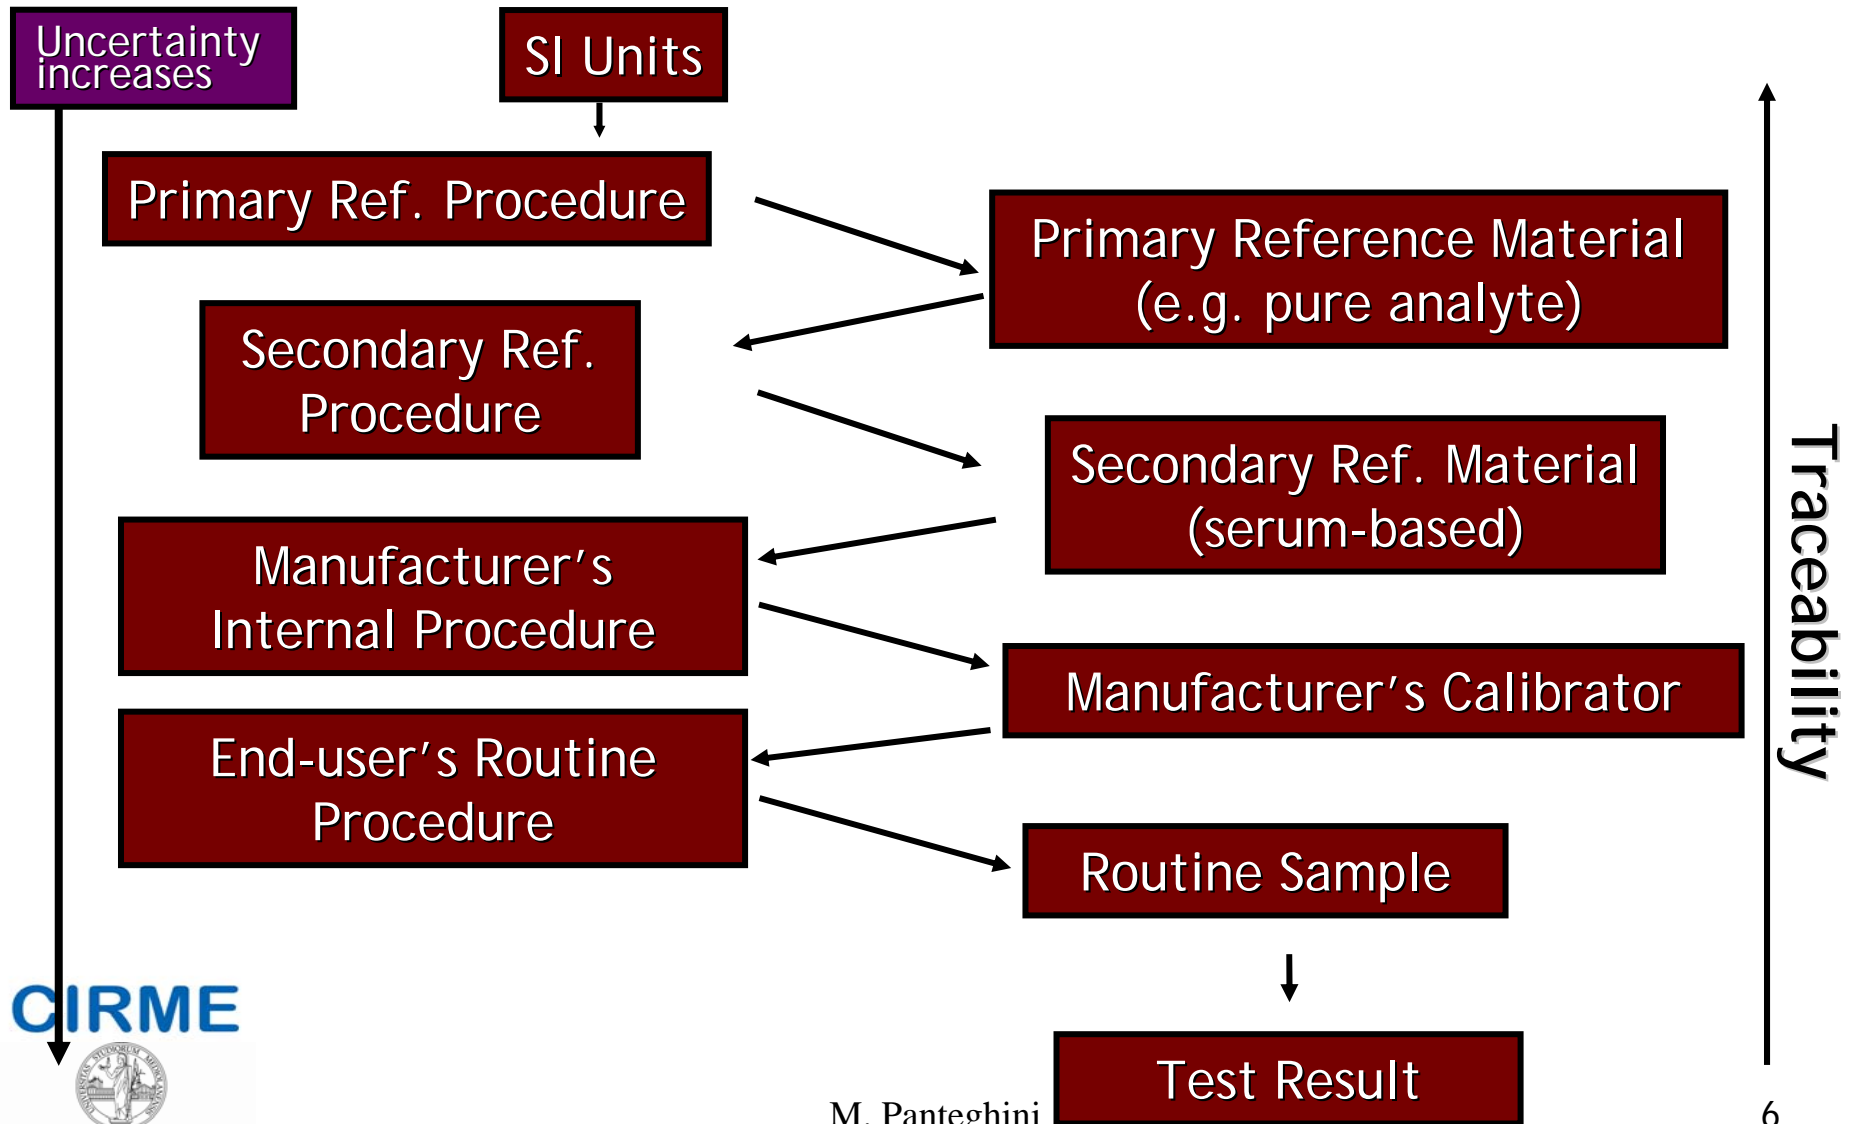 Uncertainty
increases
SI Units
Primary Ref. Procedure
Primary Reference Material
(e.g. pure analyte)
Secondary Ref.
Procedure
Secondary Ref. Material
(serum-based)
Manufacturer's
Internal Procedure
Manufacturer's Calibrator
End-user's Routine
Procedure
Routine Sample
Test Result
Traceability
CIRME
M. Panteghini
6